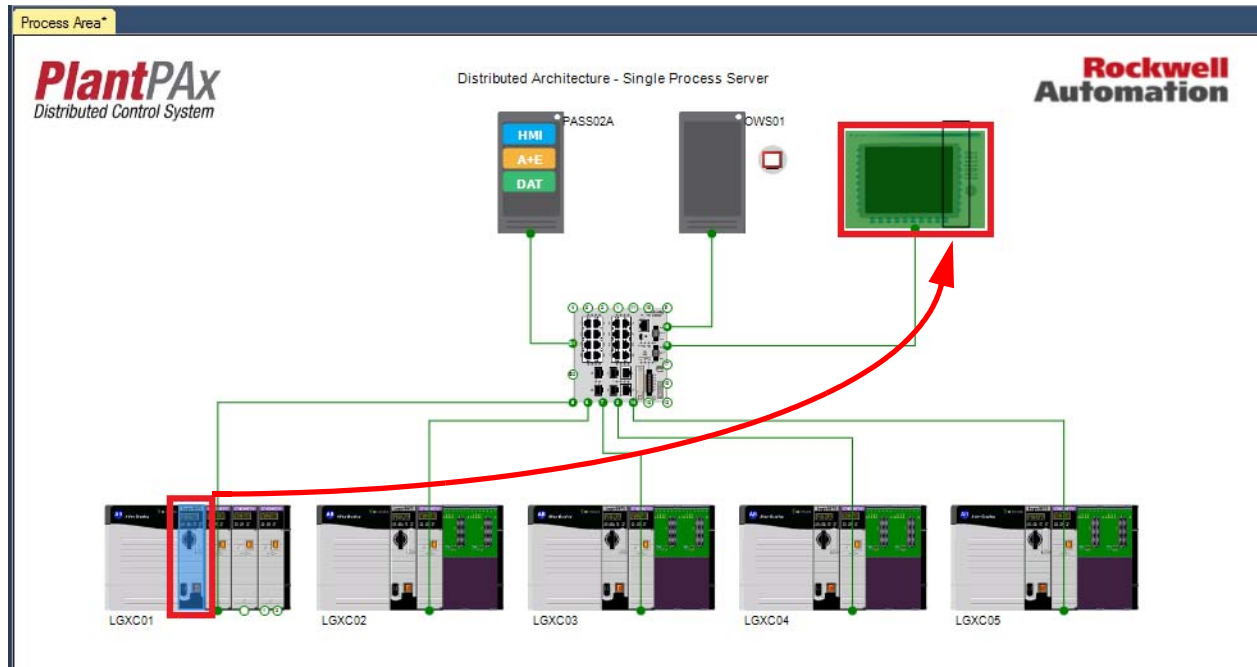 Process Area*
PlantPAx
Distributed Control System
Distributed Architecture - Single Process Server
Rockwell
Automation
PASS02A
OWS01
HMI
A+E
DAT
LGXC01
LGXC02
LGXC03
LGXC04
LGXC05